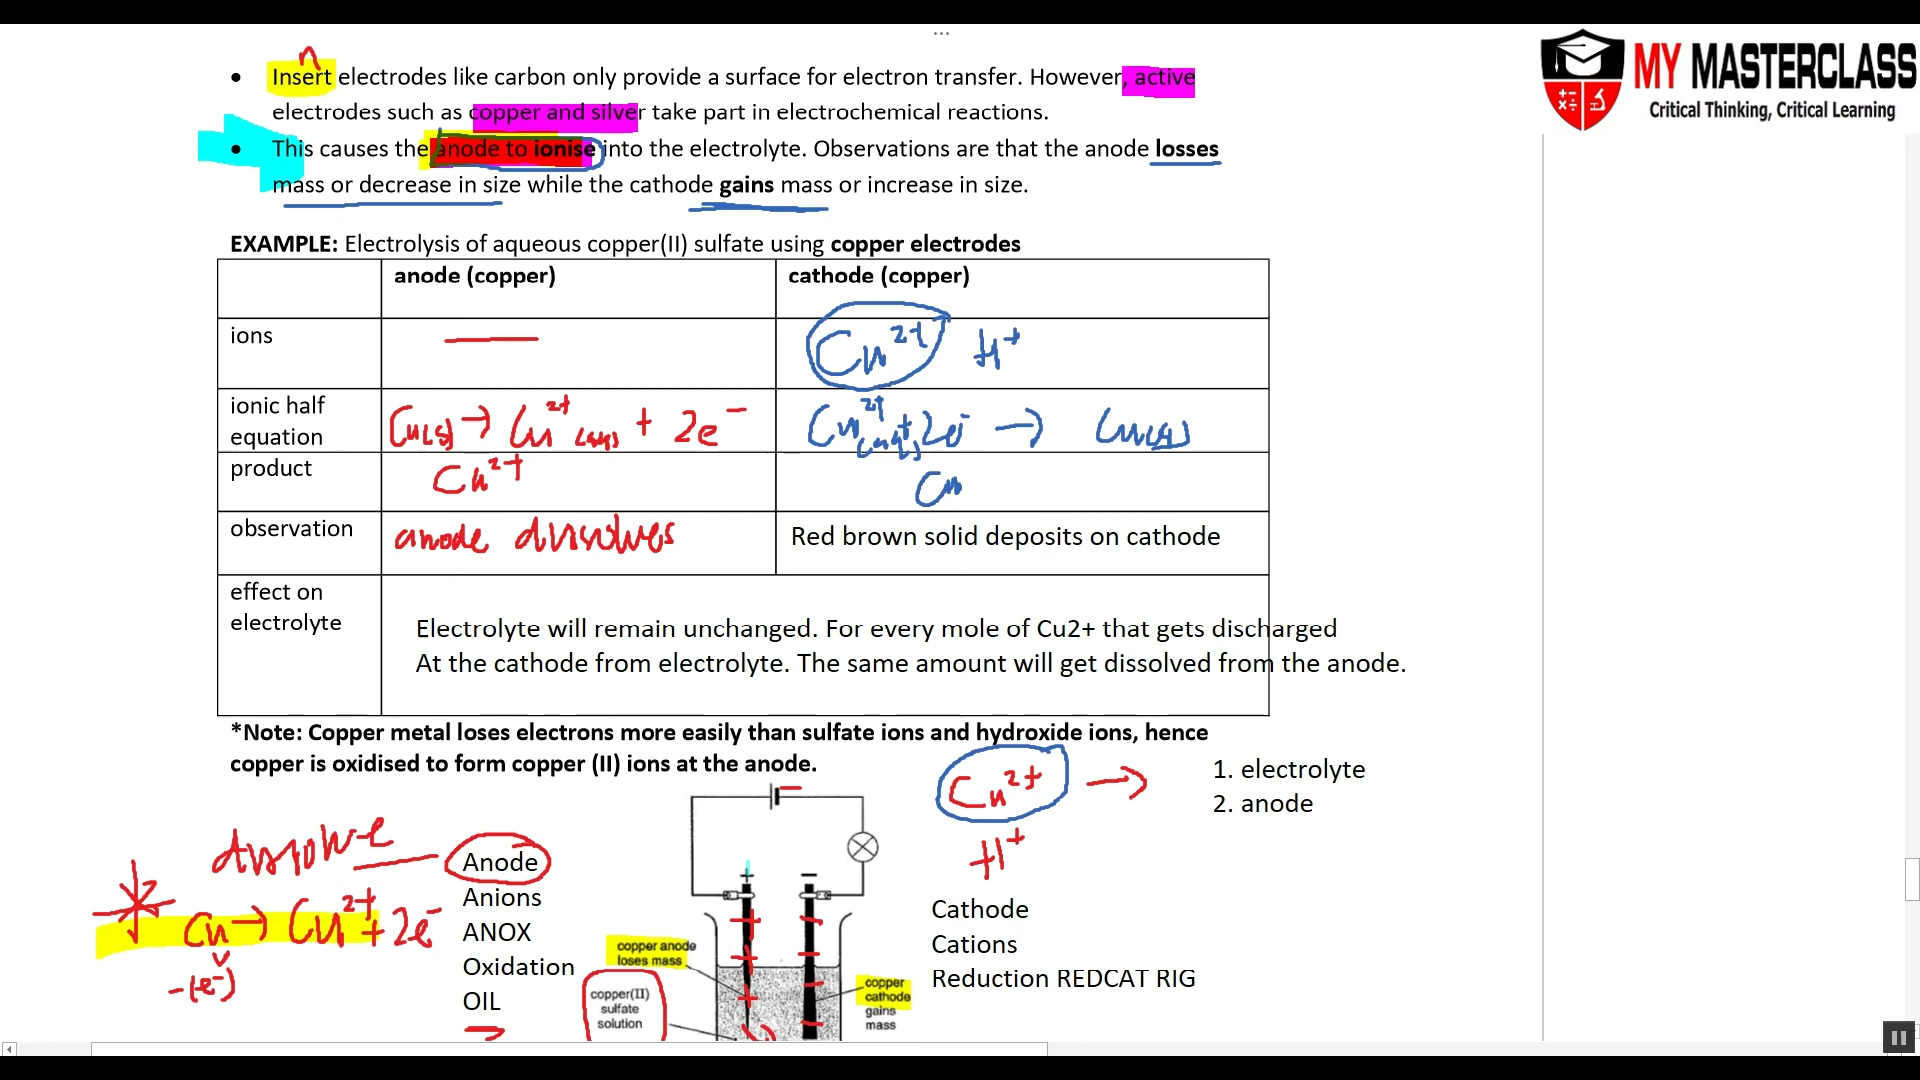 ...
MY MASTERCLASS
Critical Thinking, Critical Learning
n
• Insert electrodes like carbon only provide a surface for electron transfer. However, active
electrodes such as copper and silver take part in electrochemical reactions.
• This causes the anode to ionise into the electrolyte. Observations are that the anode losses
mass or decrease in size while the cathode gains mass or increase in size.
EXAMPLE: Electrolysis of aqueous copper(II) sulfate using copper electrodes
anode (copper) cathode (copper)
ions — Cu²⁺ H⁺
ionic half
equation Cu(s) → Cu²⁺(aq) + 2e⁻ Cu²⁺(aq) + 2e⁻ → Cu(s)
product Cu²⁺ Cu
observation anode dissolves Red brown solid deposits on cathode
effect on
electrolyte
Electrolyte will remain unchanged. For every mole of Cu2+ that gets discharged
At the cathode from electrolyte. The same amount will get dissolved from the anode.
*Note: Copper metal loses electrons more easily than sulfate ions and hydroxide ions, hence
copper is oxidised to form copper (II) ions at the anode.
Cu²⁺ →
H⁺
1. electrolyte
2. anode
dissolve
Cu → Cu²⁺ + 2e⁻
-(e⁻)
Anode
Anions
ANOX
Oxidation
OIL
copper anode
loses mass
copper(II)
sulfate
solution
copper
cathode
gains
mass
Cathode
Cations
Reduction REDCAT RIG